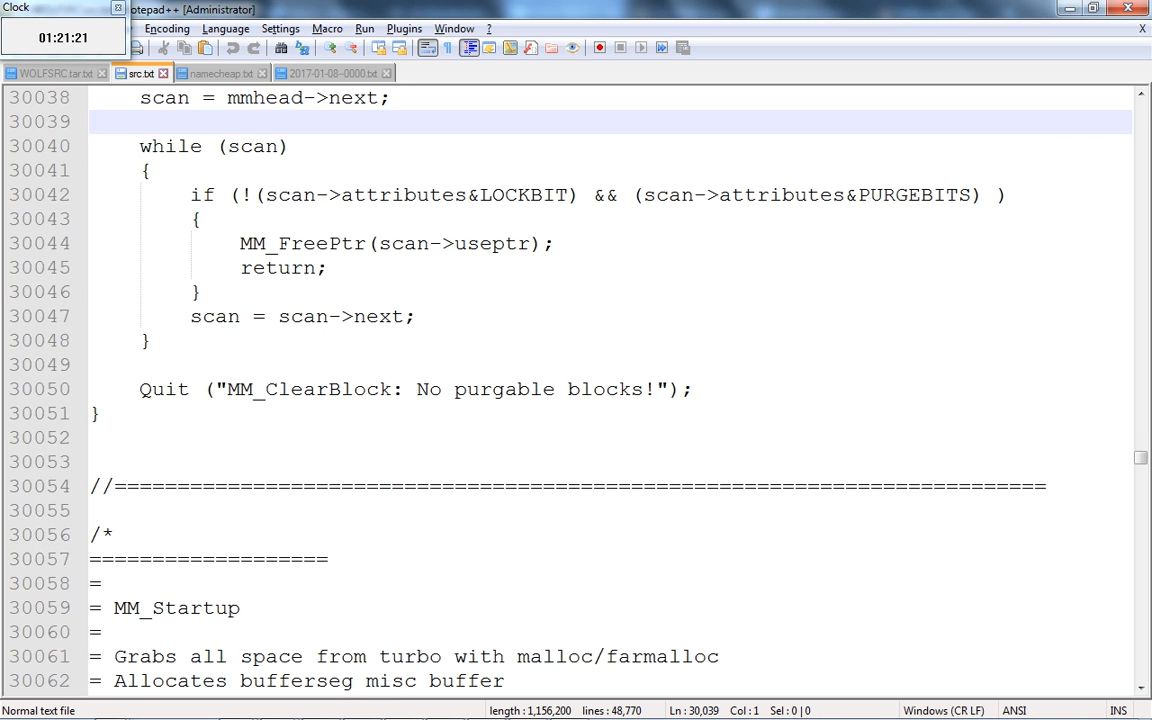 Clock
otepad++ [Administrator]
01:21:21
Encoding Language Settings Macro Run Plugins Window ? X
WOLFSRC.tar.txt src.txt namecheap.txt 2017-01-08--0000.txt
30038 scan = mmhead->next;
30039
30040 while (scan)
30041 {
30042 if (!(scan->attributes&LOCKBIT) && (scan->attributes&PURGEBITS) )
30043 {
30044 MM_FreePtr(scan->useptr);
30045 return;
30046 }
30047 scan = scan->next;
30048 }
30049
30050 Quit ("MM_ClearBlock: No purgable blocks!");
30051 }
30052
30053
30054 //==========================================================================
30055
30056 /*
30057 ===================
30058 =
30059 = MM_Startup
30060 =
30061 = Grabs all space from turbo with malloc/farmalloc
30062 = Allocates bufferseg misc buffer
Normal text file length : 1,156,200 lines : 48,770 Ln : 30,039 Col : 1 Sel : 0 | 0 Windows (CR LF) ANSI INS